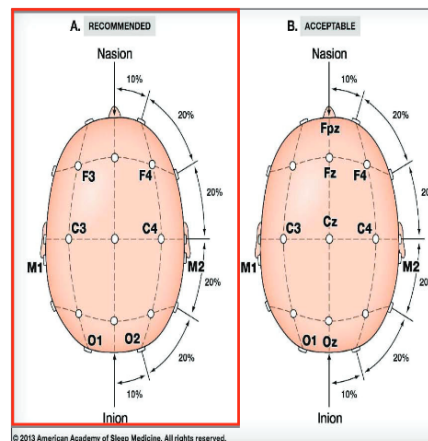 A. RECOMMENDED
Nasion
10%
20%
F3
F4
20%
C3
C4
M1
M2
20%
O1
O2
20%
10%
Inion
B. ACCEPTABLE
Nasion
10%
Fpz
20%
Fz
F4
20%
Cz
C3
C4
M1
M2
20%
O1
Oz
20%
10%
Inion
© 2013 American Academy of Sleep Medicine. All rights reserved.